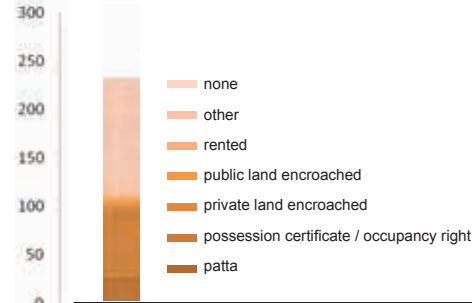 300
250
200
150
100
50
0
none
other
rented
public land encroached
private land encroached
possession certificate / occupancy right
patta